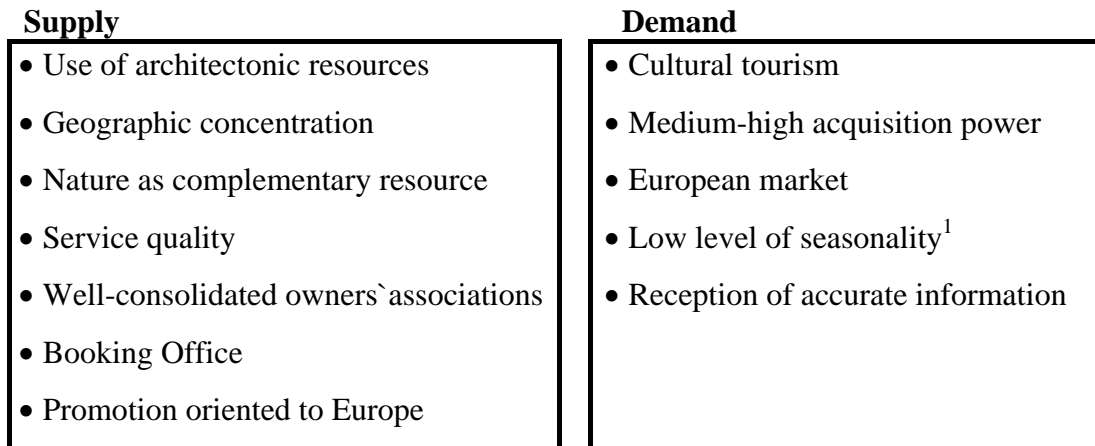 Supply
• Use of architectonic resources
• Geographic concentration
• Nature as complementary resource
• Service quality
• Well-consolidated owners`associations
• Booking Office
• Promotion oriented to Europe
Demand
• Cultural tourism
• Medium-high acquisition power
• European market
• Low level of seasonality¹
• Reception of accurate information